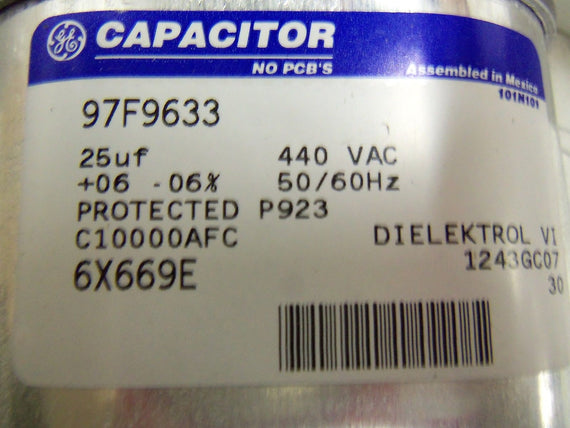 GE CAPACITOR
NO PCB'S
Assembled in Mexico
101N101
97F9633
25uf 440 VAC
+06 -06% 50/60Hz
PROTECTED P923
C10000AFC DIELEKTROL VI
6X669E 1243GC07
30